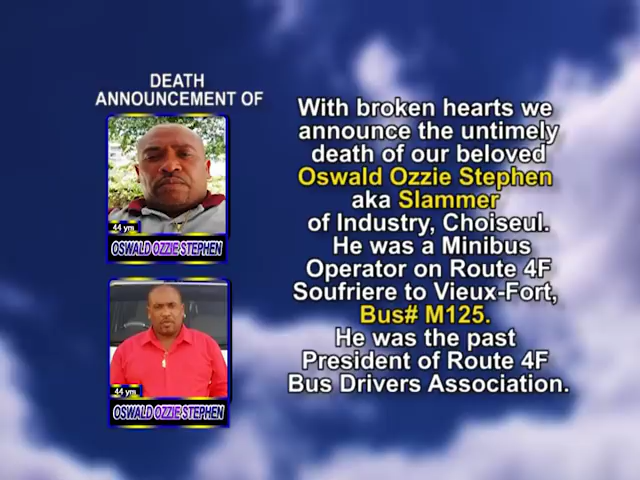 DEATH
ANNOUNCEMENT OF
44 yrs
OSWALD OZZIE STEPHEN
44 yrs
OSWALD OZZIE STEPHEN
With broken hearts we
announce the untimely
death of our beloved
Oswald Ozzie Stephen
aka Slammer
of Industry, Choiseul.
He was a Minibus
Operator on Route 4F
Soufriere to Vieux-Fort,
Bus# M125.
He was the past
President of Route 4F
Bus Drivers Association.